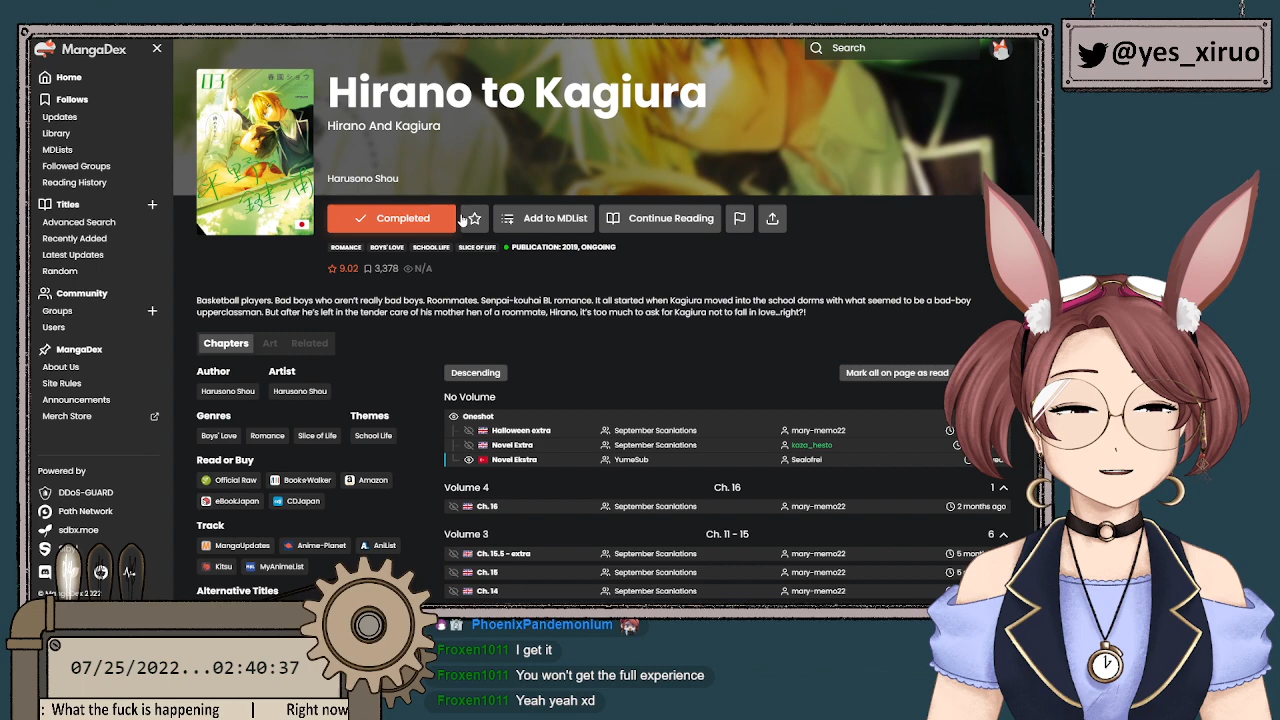 MangaDex
Home
Follows
Updates
Library
MDLists
Followed Groups
Reading History
Titles
Advanced Search
Recently Added
Latest Updates
Random
Community
Groups
Users
MangaDex
About Us
Site Rules
Announcements
Merch Store
Powered by
DDoS-GUARD
Path Network
sdbx.moe
03
春園ショウ
平野と鍵浦
Search
Hirano to Kagiura
Hirano And Kagiura
Harusono Shou
Completed
Add to MDList
Continue Reading
ROMANCE BOYS' LOVE SCHOOL LIFE SLICE OF LIFE PUBLICATION: 2019, ONGOING
9.02 3,378 N/A
Basketball players. Bad boys who aren't really bad boys. Roommates. Senpai-kouhai BL romance. It all started when Kagiura moved into the school dorms with what seemed to be a bad-boy
upperclassman. But after he's left in the tender care of his mother hen of a roommate, Hirano, it's too much to ask for Kagiura not to fall in love...right?!
Chapters Art Related
Author Artist
Harusono Shou Harusono Shou
Genres Themes
Boys' Love Romance Slice of Life School Life
Read or Buy
Official Raw Book☆Walker Amazon
eBookJapan CDJapan
Track
MangaUpdates Anime-Planet AniList
Kitsu MyAnimeList
Alternative Titles
Descending
Mark all on page as read
No Volume
Oneshot
Halloween extra September Scanlations mary-memo22
Novel Extra September Scanlations kaza_hesto
Novel Ekstra YumeSub Sealofrei
Volume 4 Ch. 16 1
Ch. 16 September Scanlations mary-memo22 2 months ago
Volume 3 Ch. 11 - 15 6
Ch. 15.5 - extra September Scanlations mary-memo22
Ch. 15 September Scanlations mary-memo22
Ch. 14 September Scanlations mary-memo22
@yes_xiruo
07/25/2022...02:40:37
: What the fuck is happening | Right now
PhoenixPandemonium
Froxen1011 I get it
Froxen1011 You won't get the full experience
Froxen1011 Yeah yeah xd